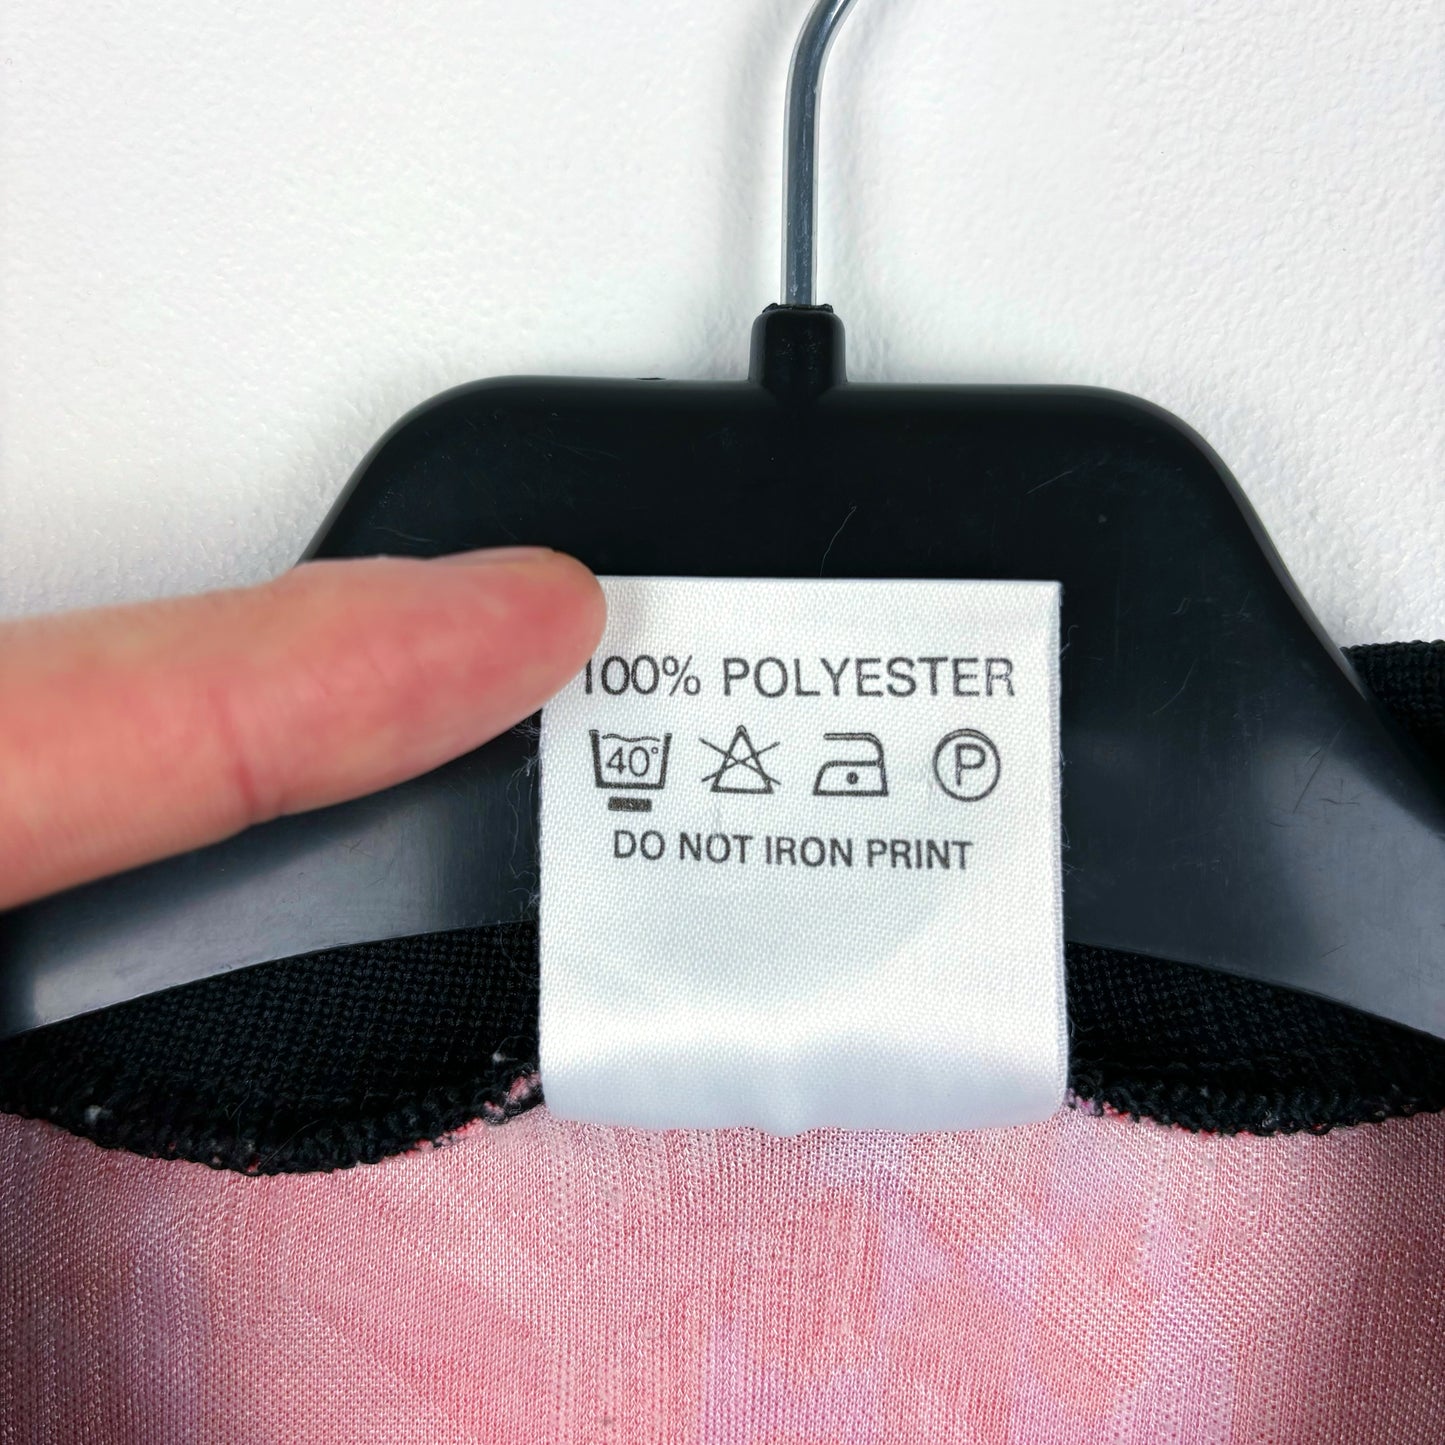 100% POLYESTER
40° P
DO NOT IRON PRINT